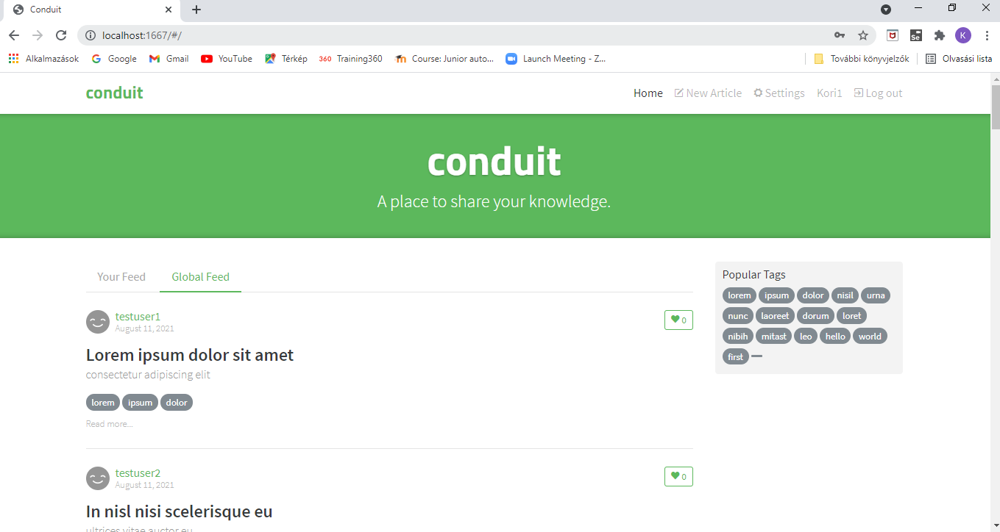 Conduit
localhost:1667/#/
Se
K
Alkalmazások Google Gmail YouTube Térkép 360 Training360 Course: Junior auto... Launch Meeting - Z... További könyvjelzők Olvasási lista
conduit Home New Article Settings Kori1 Log out
conduit
A place to share your knowledge.
Your Feed Global Feed
testuser1
August 11, 2021
0
Lorem ipsum dolor sit amet
consectetur adipiscing elit
lorem ipsum dolor
Read more...
testuser2
August 11, 2021
0
In nisl nisi scelerisque eu
ultrices vitae auctor eu
Popular Tags
lorem ipsum dolor nisil urna
nunc laoreet dorum loret
nibih mitast leo hello world
first